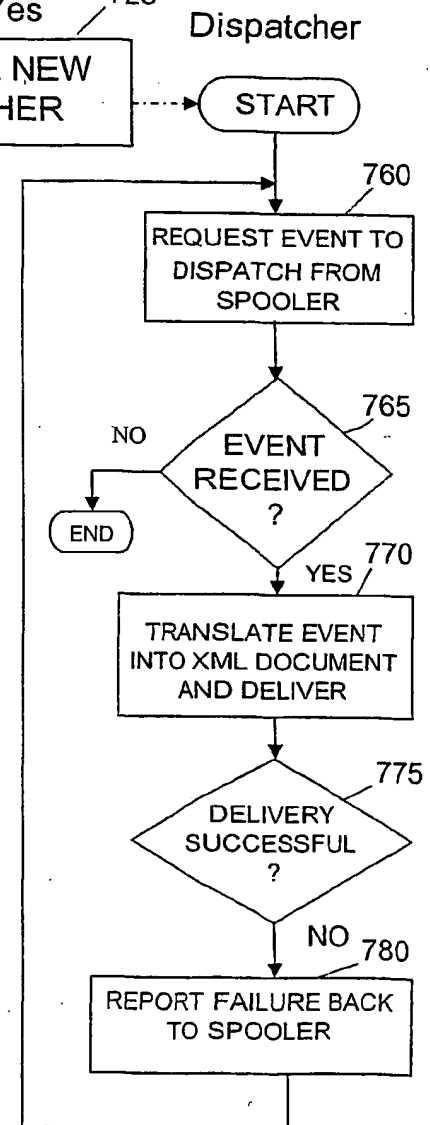 Yes
Dispatcher
NEW
HER
START
760
REQUEST EVENT TO
DISPATCH FROM
SPOOLER
765
NO
EVENT
RECEIVED
?
END
770
YES
TRANSLATE EVENT
INTO XML DOCUMENT
AND DELIVER
775
DELIVERY
SUCCESSFUL
?
NO
780
REPORT FAILURE BACK
TO SPOOLER